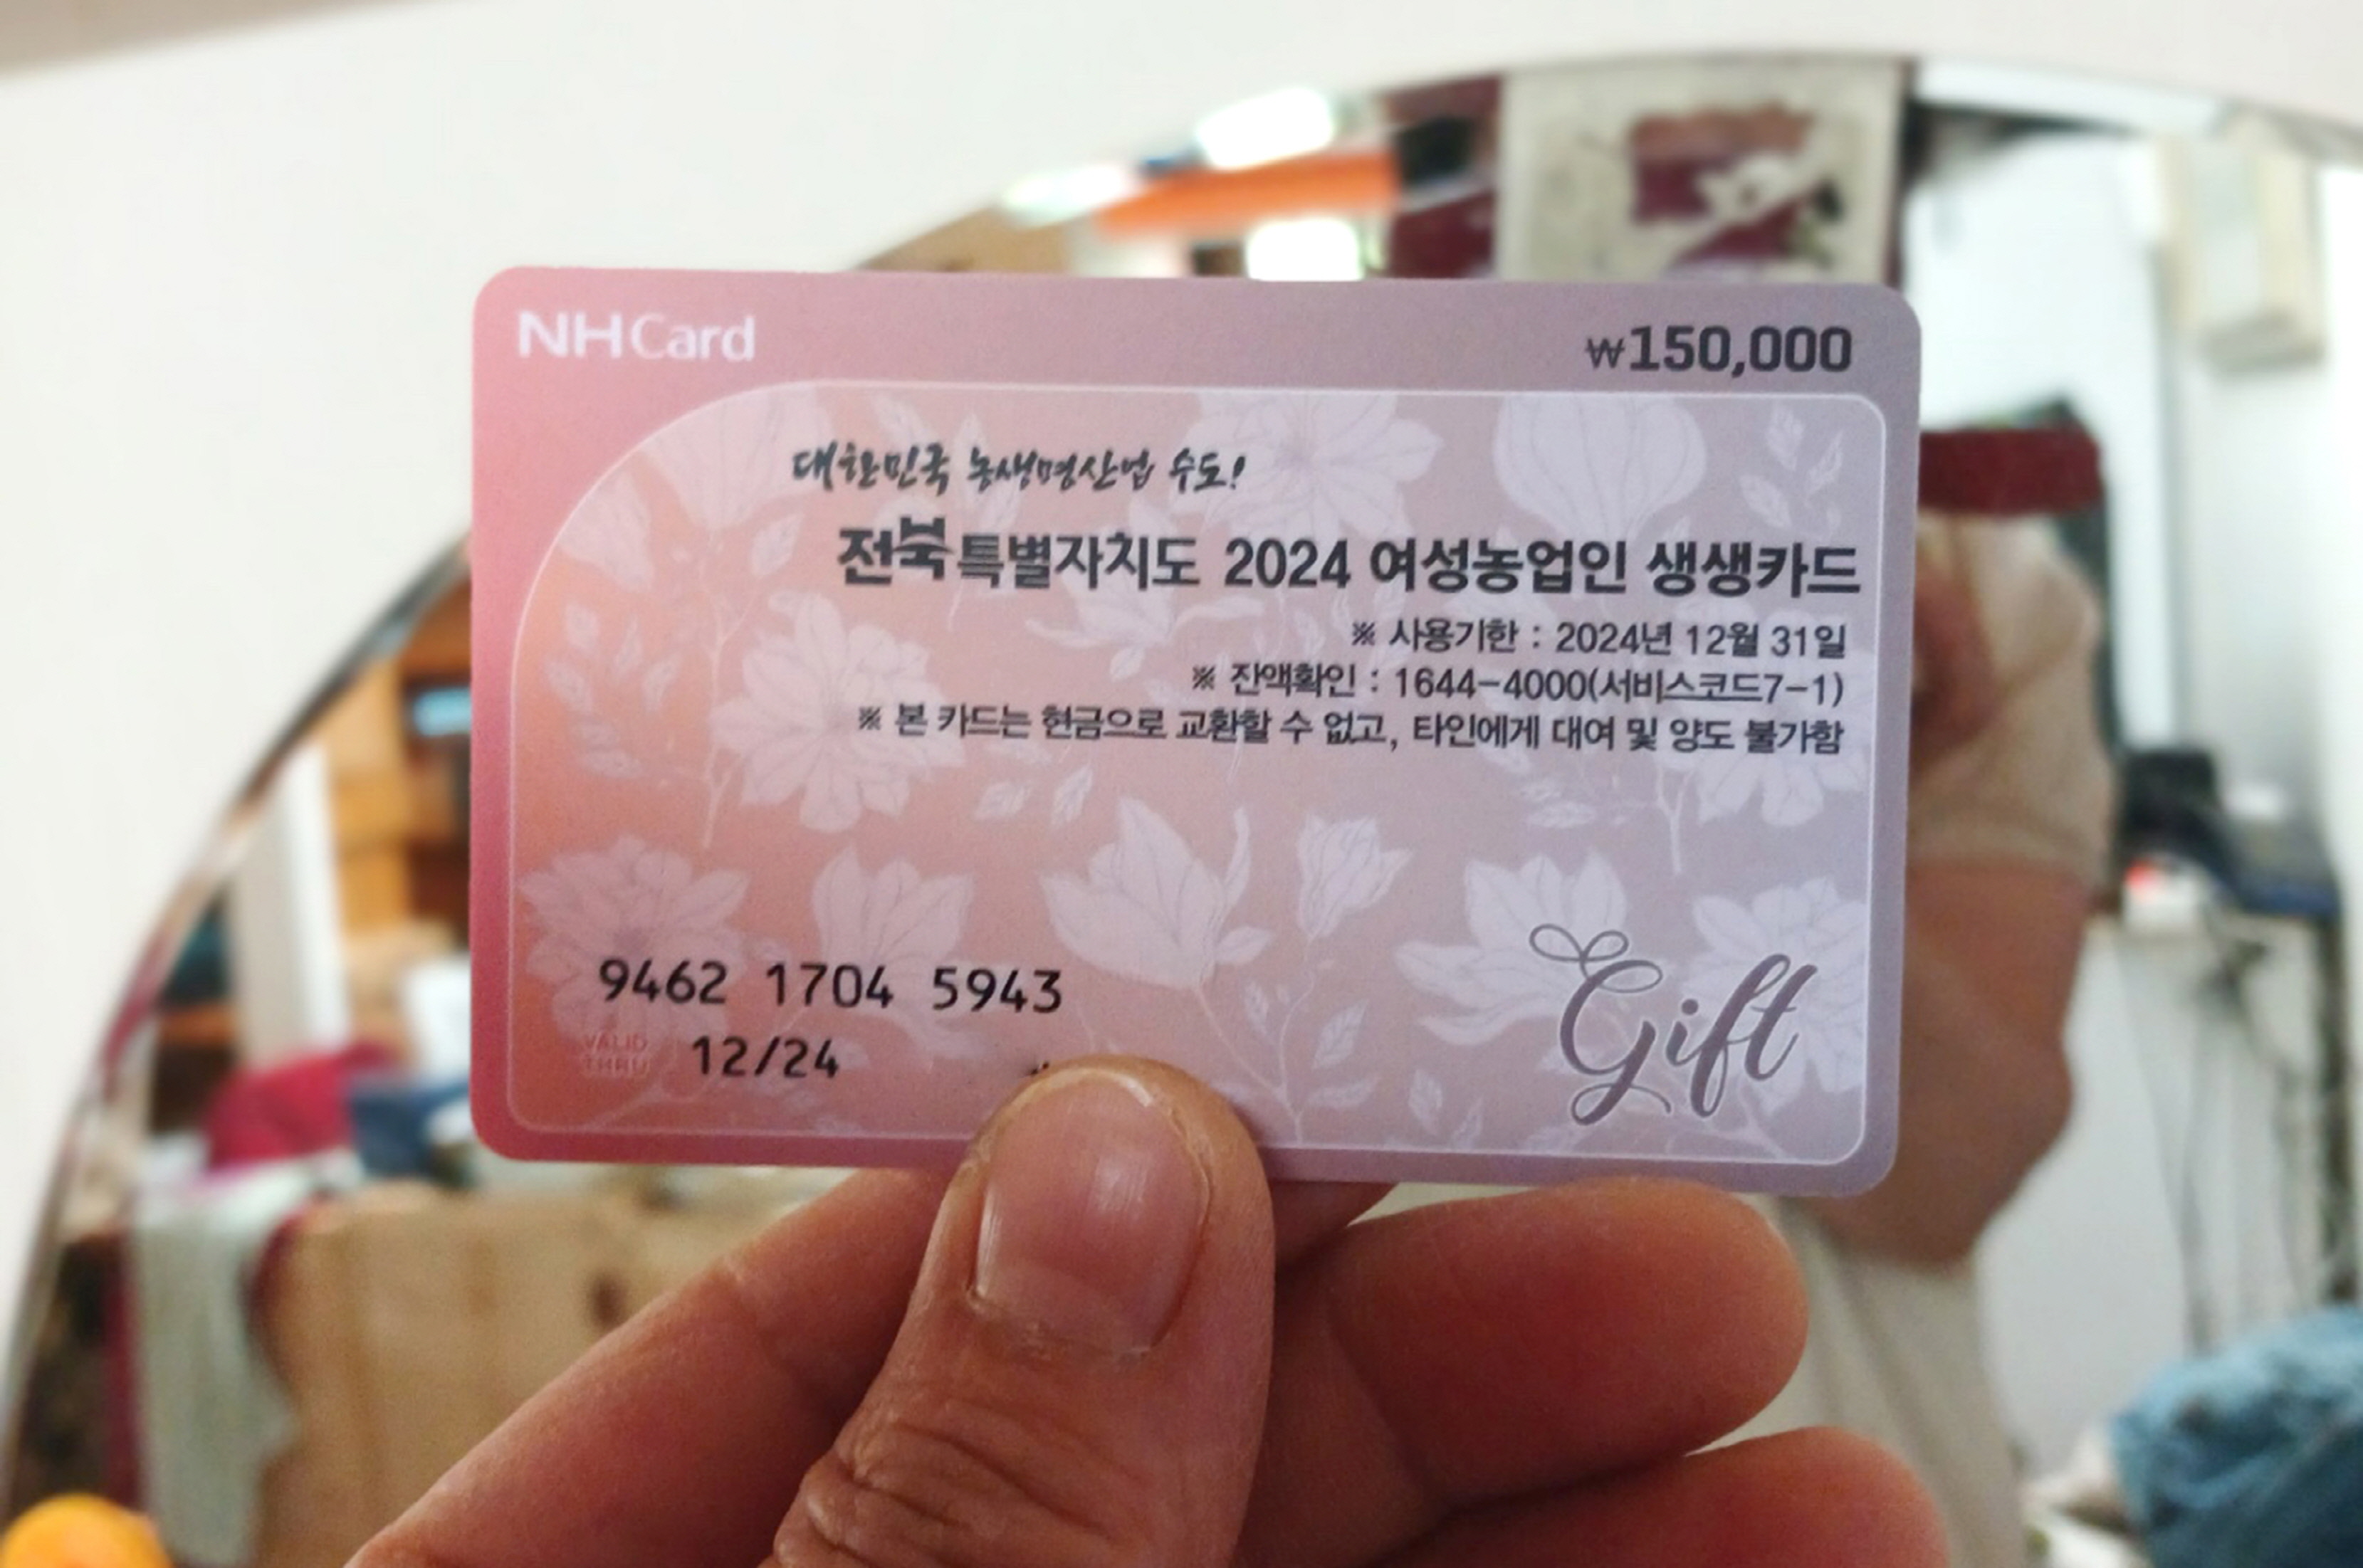 NHCard
₩150,000
대한민국 농생명산업 수도!
전북특별자치도 2024 여성농업인 생생카드
※ 사용기한 : 2024년 12월 31일
※ 잔액확인 : 1644-4000(서비스코드7-1)
※ 본 카드는 현금으로 교환할 수 없고, 타인에게 대여 및 양도 불가함
9462 1704 5943
VALID THRU 12/24
Gift